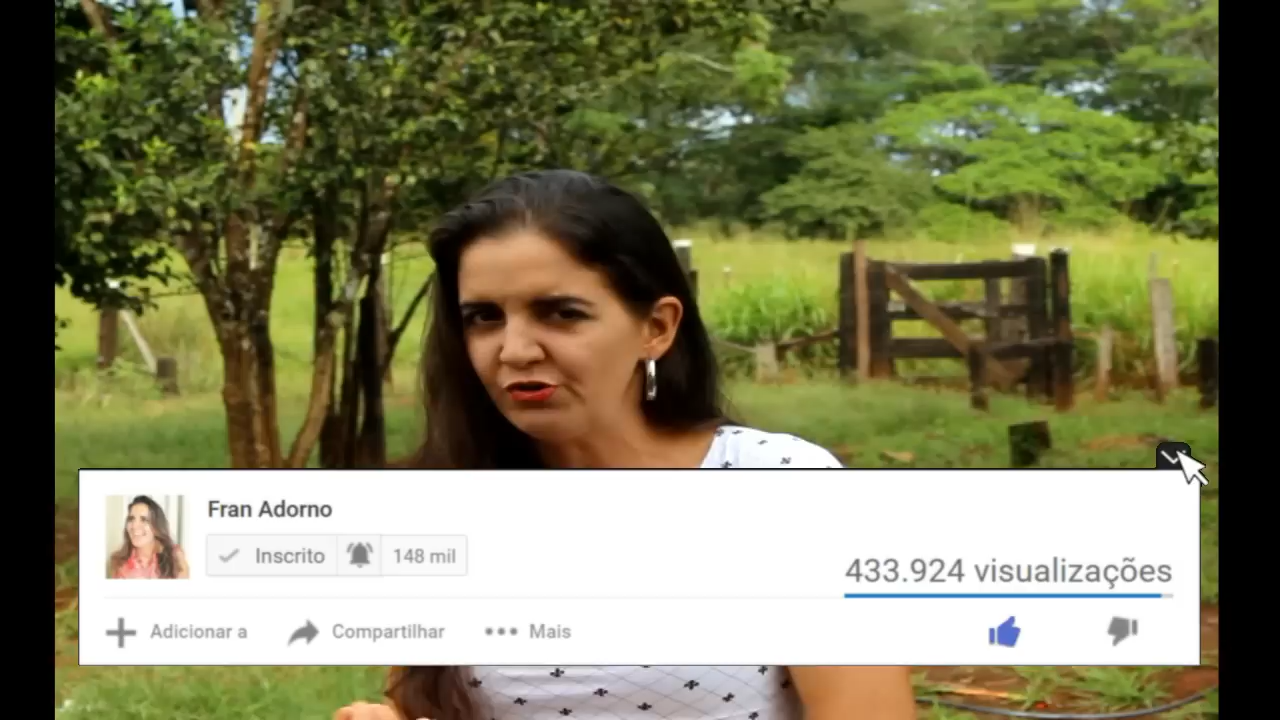 Fran Adorno
Inscrito 148 mil
433.924 visualizações
Adicionar a Compartilhar Mais